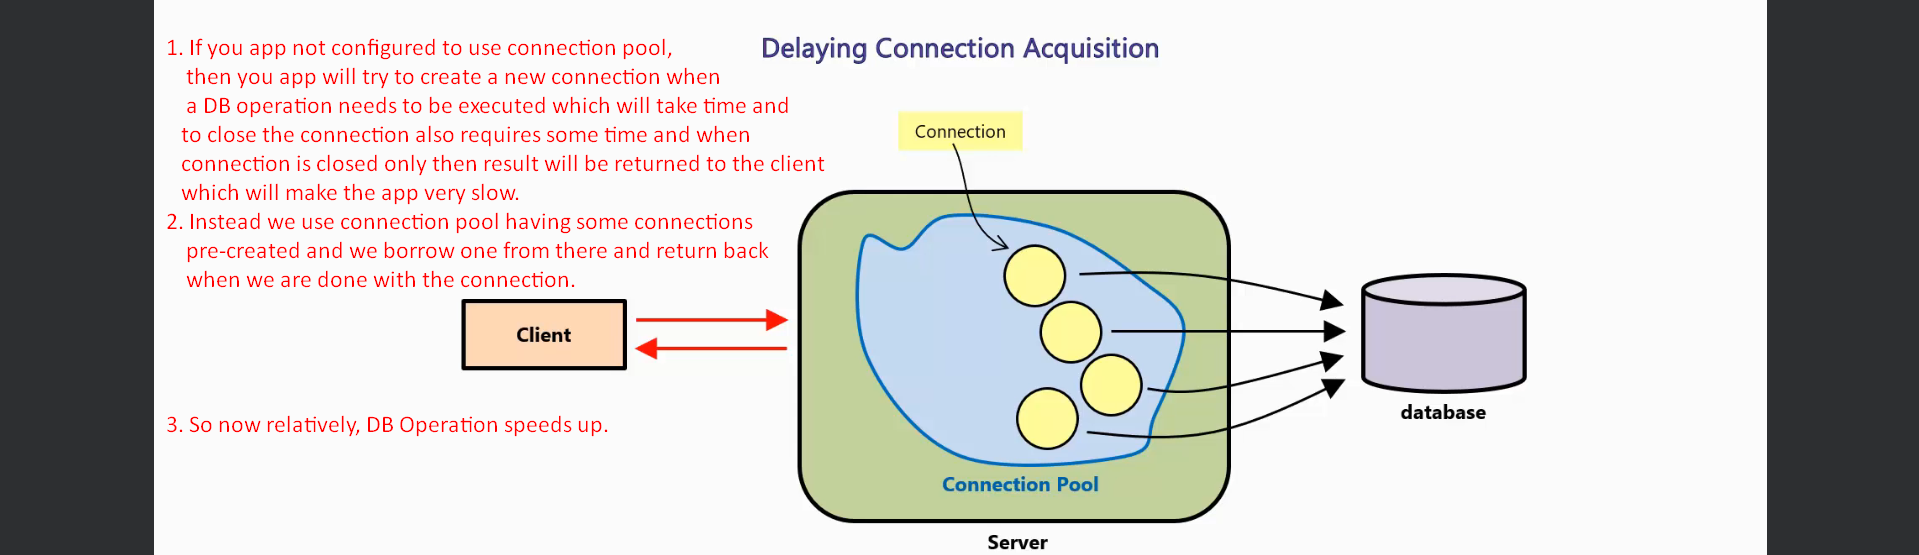 Delaying Connection Acquisition
1. If you app not configured to use connection pool,
then you app will try to create a new connection when
a DB operation needs to be executed which will take time and
to close the connection also requires some time and when
connection is closed only then result will be returned to the client
which will make the app very slow.
2. Instead we use connection pool having some connections
pre-created and we borrow one from there and return back
when we are done with the connection.
Connection
Client
3. So now relatively, DB Operation speeds up.
Connection Pool
Server
database